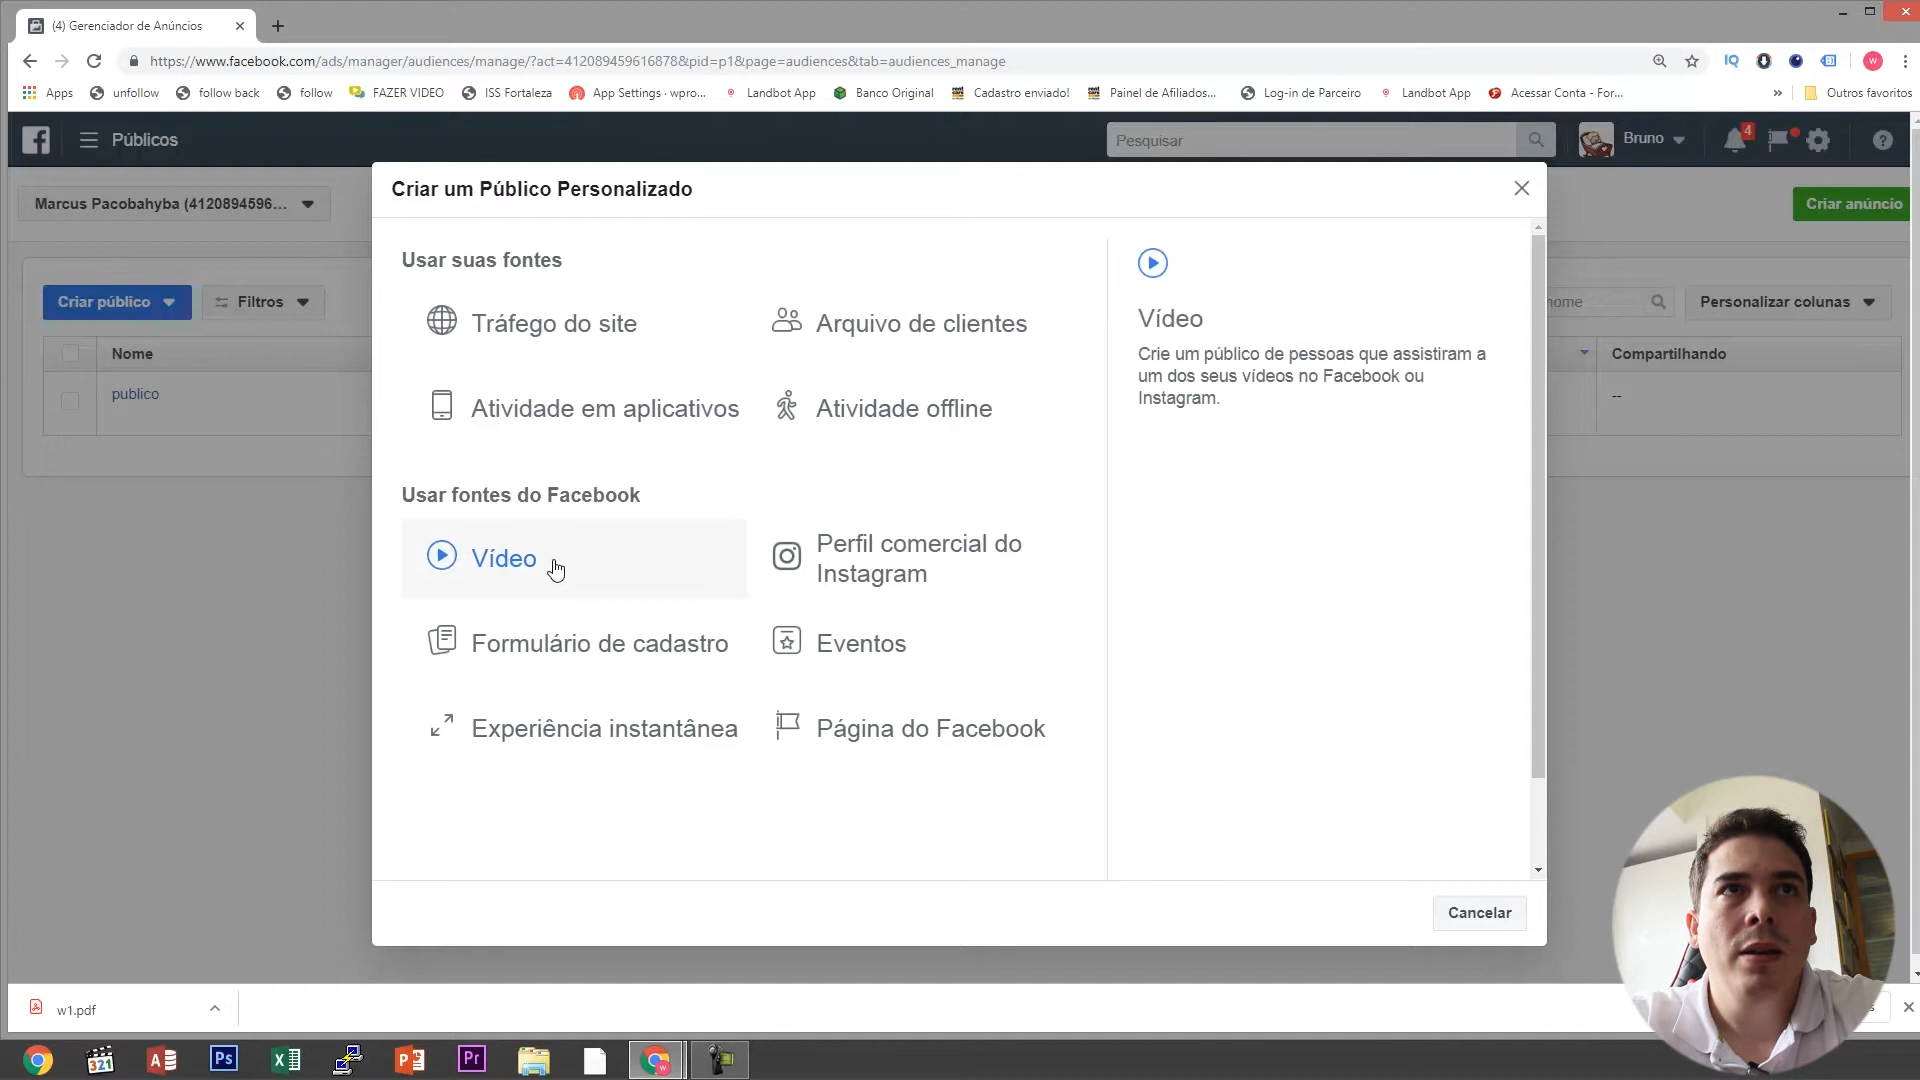 (4) Gerenciador de Anúncios
https://www.facebook.com/ads/manager/audiences/manage/?act=412089459616878&pid=p1&page=audiences&tab=audiences_manage
IQ
w
Apps
unfollow
follow back
follow
FAZER VIDEO
ISS Fortaleza
App Settings · wpro...
Landbot App
Banco Original
Cadastro enviado!
Painel de Afiliados...
Log-in de Parceiro
Landbot App
Acessar Conta - For...
»
Outros favoritos
Públicos
Pesquisar
Bruno
4
Marcus Pacobahyba (4120894596...
Criar anúncio
Criar um Público Personalizado
Criar público
Filtros
nome
Personalizar colunas
Nome
Compartilhando
publico
--
Usar suas fontes
Tráfego do site
Arquivo de clientes
Atividade em aplicativos
Atividade offline
Usar fontes do Facebook
Vídeo
Perfil comercial do
Instagram
Formulário de cadastro
Eventos
Experiência instantânea
Página do Facebook
Vídeo
Crie um público de pessoas que assistiram a
um dos seus vídeos no Facebook ou
Instagram.
Cancelar
w1.pdf
321
Ps
Pr
w